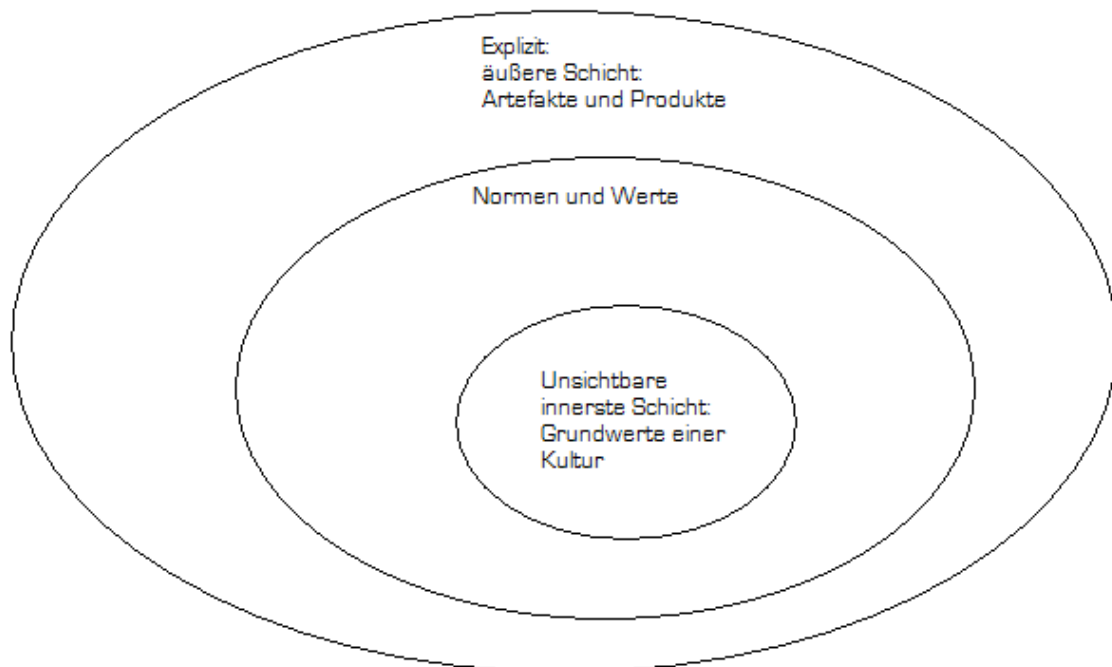 Explizit:
äußere Schicht:
Artefakte und Produkte
Normen und Werte
Unsichtbare
innerste Schicht:
Grundwerte einer
Kultur